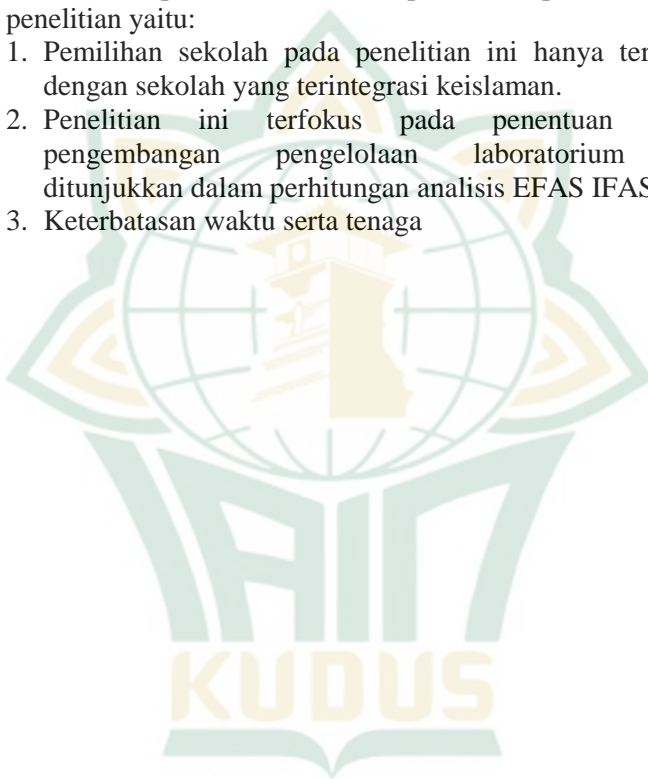 penelitian yaitu:
1. Pemilihan sekolah pada penelitian ini hanya
dengan sekolah yang terintegrasi keislaman.
2. Penelitian ini terfokus pada penentuan
pengembangan pengelolaan laboratorium
ditunjukkan dalam perhitungan analisis EFAS IFAS
3. Keterbatasan waktu serta tenaga
IAIN
KUDUS